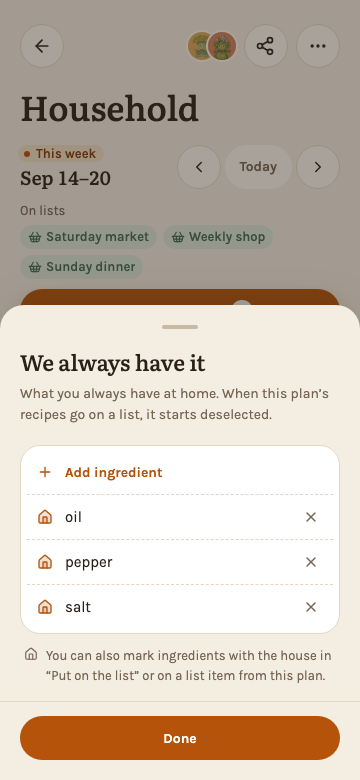 Household
This week
Sep 14–20
Today
On lists
Saturday market
Weekly shop
Sunday dinner
We always have it
What you always have at home. When this plan’s
recipes go on a list, it starts deselected.
Add ingredient
oil
pepper
salt
You can also mark ingredients with the house in
“Put on the list” or on a list item from this plan.
Done